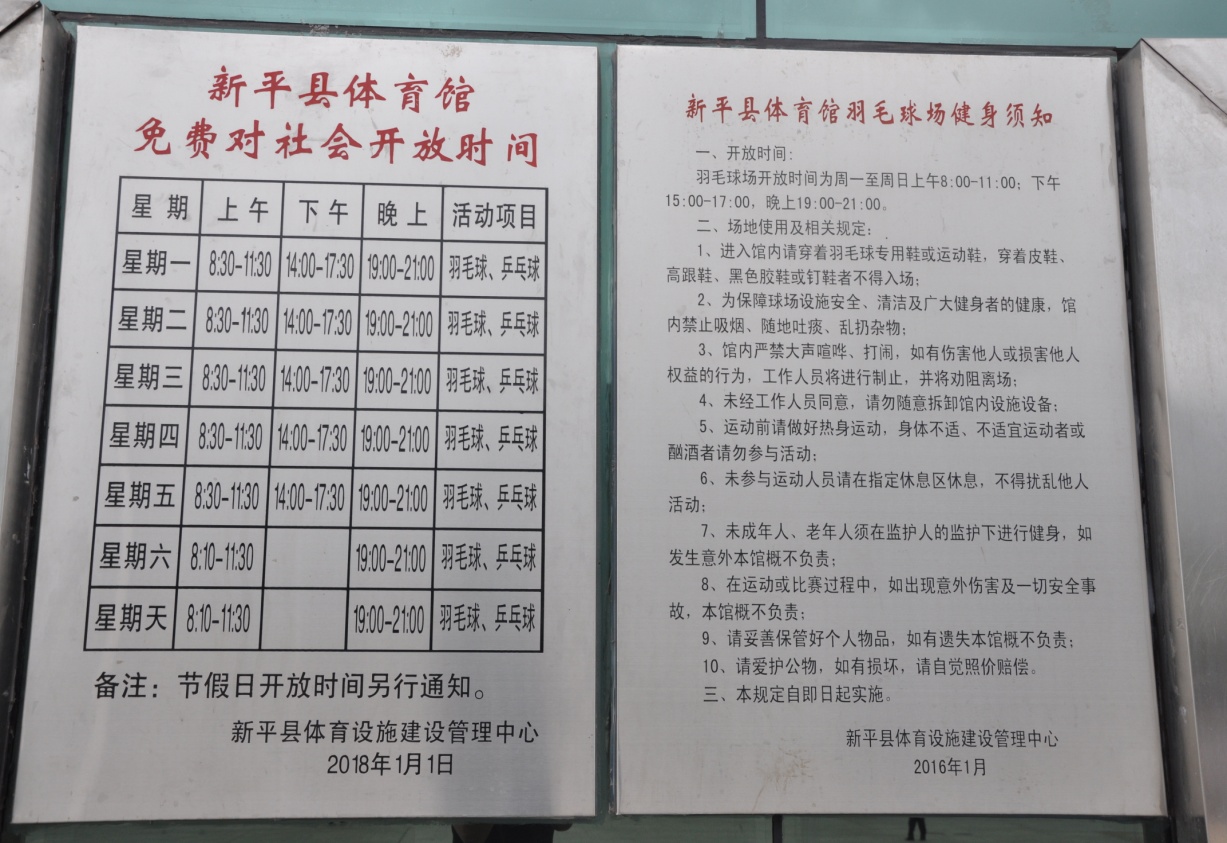 新平县体育馆
免费对社会开放时间
星期 上午 下午 晚上 活动项目
星期一 8:30-11:30 14:00-17:30 19:00-21:00 羽毛球、乒乓球
星期二 8:30-11:30 14:00-17:30 19:00-21:00 羽毛球、乒乓球
星期三 8:30-11:30 14:00-17:30 19:00-21:00 羽毛球、乒乓球
星期四 8:30-11:30 14:00-17:30 19:00-21:00 羽毛球、乒乓球
星期五 8:30-11:30 14:00-17:30 19:00-21:00 羽毛球、乒乓球
星期六 8:10-11:30 19:00-21:00 羽毛球、乒乓球
星期天 8:10-11:30 19:00-21:00 羽毛球、乒乓球
备注：节假日开放时间另行通知。
新平县体育设施建设管理中心
2018年1月1日
新平县体育馆羽毛球场健身须知
一、开放时间:
羽毛球场开放时间为周一至周日上午8:00-11:00；下午
15:00-17:00，晚上19:00-21:00。
二、场地使用及相关规定：
1、进入馆内请穿着羽毛球专用鞋或运动鞋，穿着皮鞋、
高跟鞋、黑色胶鞋或钉鞋者不得入场；
2、为保障球场设施安全、清洁及广大健身者的健康，馆
内禁止吸烟、随地吐痰、乱扔杂物；
3、馆内严禁大声喧哗、打闹，如有伤害他人或损害他人
权益的行为，工作人员将进行制止，并将劝阻离场；
4、未经工作人员同意，请勿随意拆卸馆内设施设备；
5、运动前请做好热身运动，身体不适、不适宜运动者或
酗酒者请勿参与活动；
6、未参与运动人员请在指定休息区休息，不得扰乱他人
活动；
7、未成年人、老年人须在监护人的监护下进行健身，如
发生意外本馆概不负责；
8、在运动或比赛过程中，如出现意外伤害及一切安全事
故，本馆概不负责；
9、请妥善保管好个人物品，如有遗失本馆概不负责；
10、请爱护公物，如有损坏，请自觉照价赔偿。
三、本规定自即日起实施。
新平县体育设施建设管理中心
2016年1月